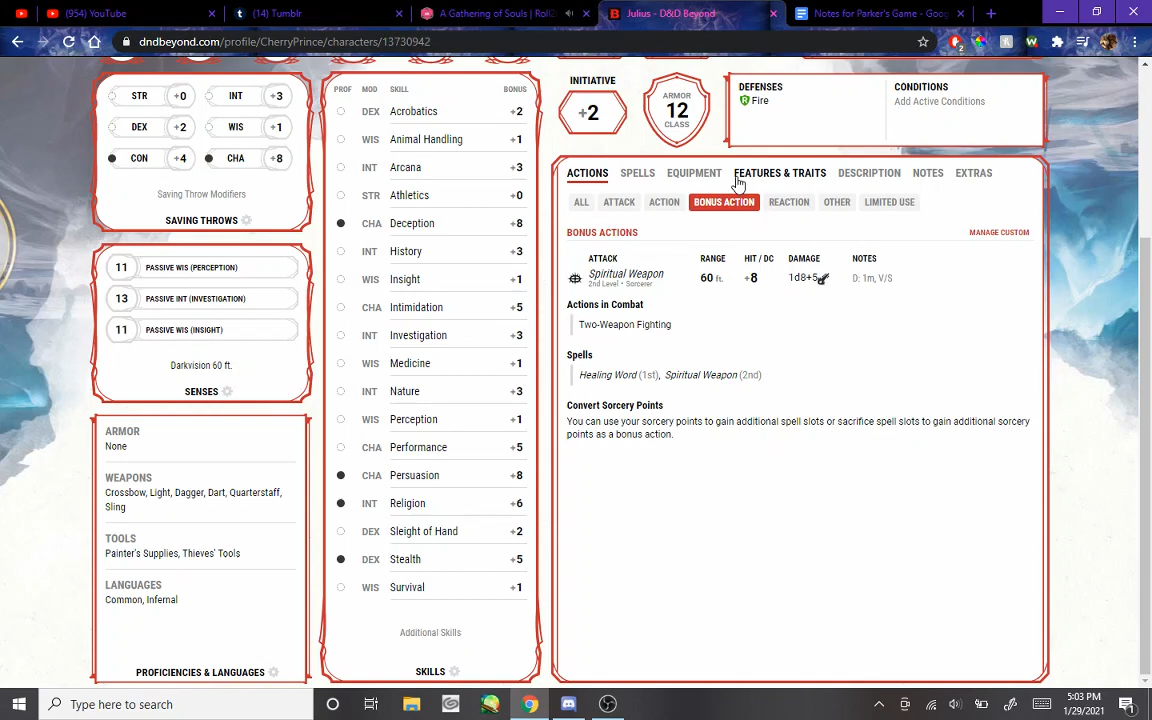 (954) YouTube
(14) Tumblr
A Gathering of Souls | Roll2
Julius - D&D Beyond
Notes for Parker's Game - Goog
dndbeyond.com/profile/CherryPrince/characters/13730942
2
STR +0 INT +3
DEX +2 WIS +1
CON +4 CHA +8
Saving Throw Modifiers
SAVING THROWS
11 PASSIVE WIS (PERCEPTION)
13 PASSIVE INT (INVESTIGATION)
11 PASSIVE WIS (INSIGHT)
Darkvision 60 ft.
SENSES
ARMOR
None
WEAPONS
Crossbow, Light, Dagger, Dart, Quarterstaff,
Sling
TOOLS
Painter's Supplies, Thieves' Tools
LANGUAGES
Common, Infernal
PROFICIENCIES & LANGUAGES
PROF MOD SKILL BONUS
DEX Acrobatics +2
WIS Animal Handling +1
INT Arcana +3
STR Athletics +0
CHA Deception +8
INT History +3
WIS Insight +1
CHA Intimidation +5
INT Investigation +3
WIS Medicine +1
INT Nature +3
WIS Perception +1
CHA Performance +5
CHA Persuasion +8
INT Religion +6
DEX Sleight of Hand +2
DEX Stealth +5
WIS Survival +1
Additional Skills
SKILLS
INITIATIVE
+2
ARMOR
12
CLASS
DEFENSES
R Fire
CONDITIONS
Add Active Conditions
ACTIONS SPELLS EQUIPMENT FEATURES & TRAITS DESCRIPTION NOTES EXTRAS
ALL ATTACK ACTION BONUS ACTION REACTION OTHER LIMITED USE
BONUS ACTIONS MANAGE CUSTOM
ATTACK RANGE HIT / DC DAMAGE NOTES
Spiritual Weapon 60 ft. +8 1d8+5 D: 1m, V/S
2nd Level • Sorcerer
Actions in Combat
Two-Weapon Fighting
Spells
Healing Word (1st), Spiritual Weapon (2nd)
Convert Sorcery Points
You can use your sorcery points to gain additional spell slots or sacrifice spell slots to gain additional sorcery
points as a bonus action.
Type here to search
5:03 PM
1/29/2021
1